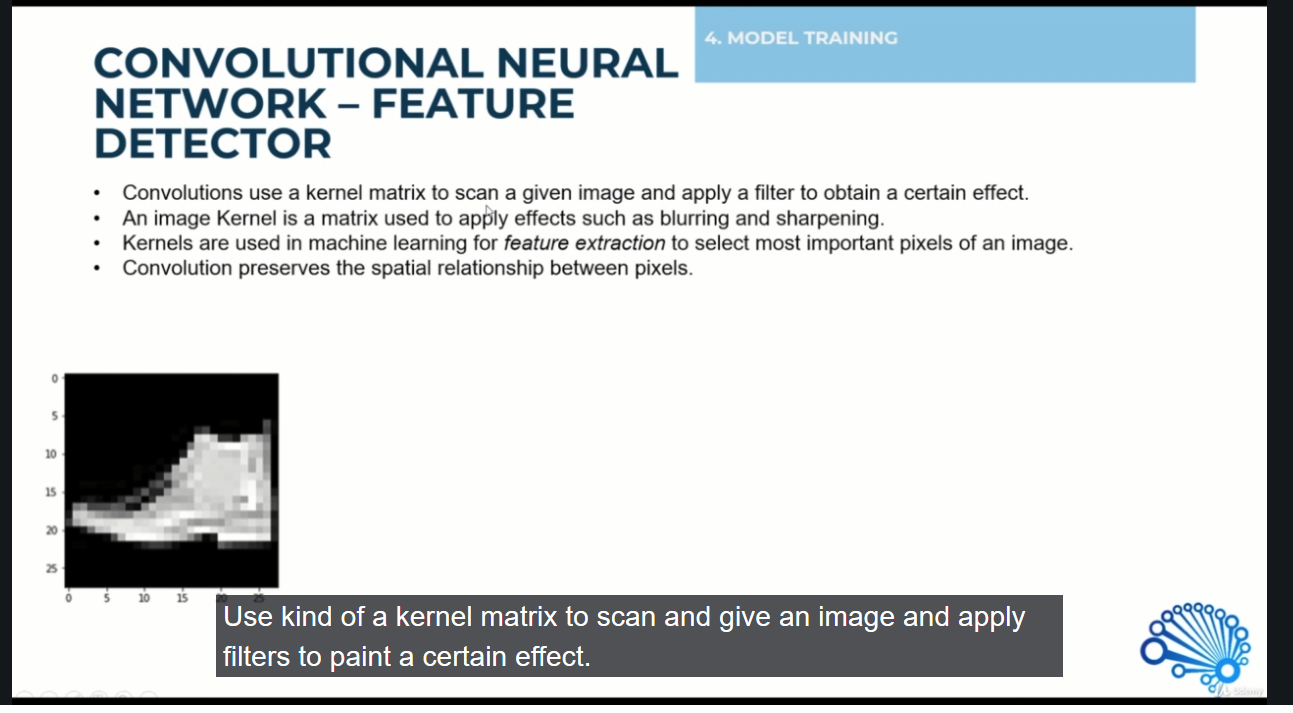 4. MODEL TRAINING
CONVOLUTIONAL NEURAL
NETWORK – FEATURE
DETECTOR
• Convolutions use a kernel matrix to scan a given image and apply a filter to obtain a certain effect.
• An image Kernel is a matrix used to apply effects such as blurring and sharpening.
• Kernels are used in machine learning for feature extraction to select most important pixels of an image.
• Convolution preserves the spatial relationship between pixels.
0
5
10
15
20
25
0 5 10 15 20 25
Use kind of a kernel matrix to scan and give an image and apply
filters to paint a certain effect.
Udemy